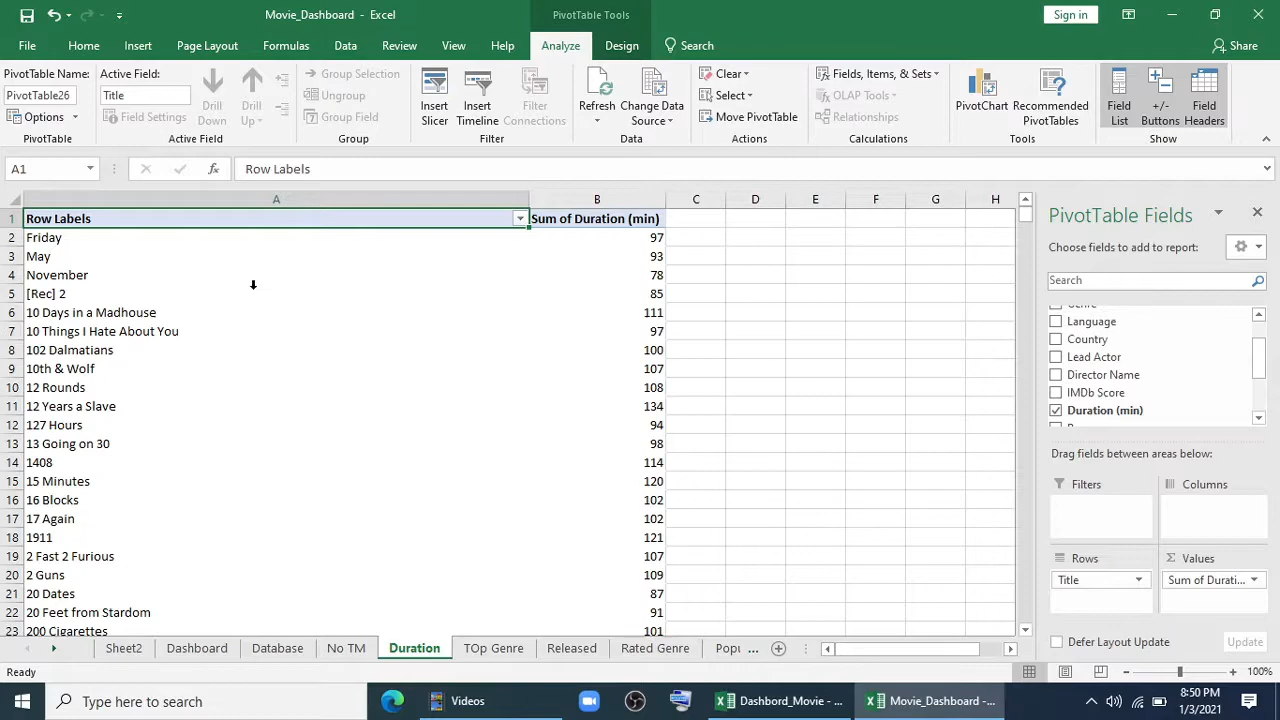 Movie_Dashboard - Excel
PivotTable Tools
Sign in
File
Home
Insert
Page Layout
Formulas
Data
Review
View
Help
Analyze
Design
Search
Share
PivotTable Name:
PivotTable26
Options
PivotTable
Active Field:
Title
Field Settings
Drill Down
Drill Up
Active Field
Group Selection
Ungroup
Group Field
Group
Insert Slicer
Insert Timeline
Filter Connections
Filter
Refresh
Change Data Source
Data
Clear
Select
Move PivotTable
Actions
Fields, Items, & Sets
OLAP Tools
Relationships
Calculations
PivotChart
Recommended PivotTables
Tools
Field List
+/- Buttons
Field Headers
Show
A1
fx
Row Labels
A B C D E F G H
1 Row Labels Sum of Duration (min)
2 Friday 97
3 May 93
4 November 78
5 [Rec] 2 85
6 10 Days in a Madhouse 111
7 10 Things I Hate About You 97
8 102 Dalmatians 100
9 10th & Wolf 107
10 12 Rounds 108
11 12 Years a Slave 134
12 127 Hours 94
13 13 Going on 30 98
14 1408 114
15 15 Minutes 120
16 16 Blocks 102
17 17 Again 102
18 1911 121
19 2 Fast 2 Furious 107
20 2 Guns 109
21 20 Dates 87
22 20 Feet from Stardom 91
23 200 Cigarettes 101
PivotTable Fields
Choose fields to add to report:
Search
Genre
Language
Country
Lead Actor
Director Name
IMDb Score
Duration (min)
Drag fields between areas below:
Filters
Columns
Rows
Σ Values
Title
Sum of Durati...
Defer Layout Update
Update
Sheet2
Dashboard
Database
No TM
Duration
TOp Genre
Released
Rated Genre
Popu ...
Ready
100%
Type here to search
Videos
Dashbord_Movie - ...
Movie_Dashboard -...
8:50 PM
1/3/2021